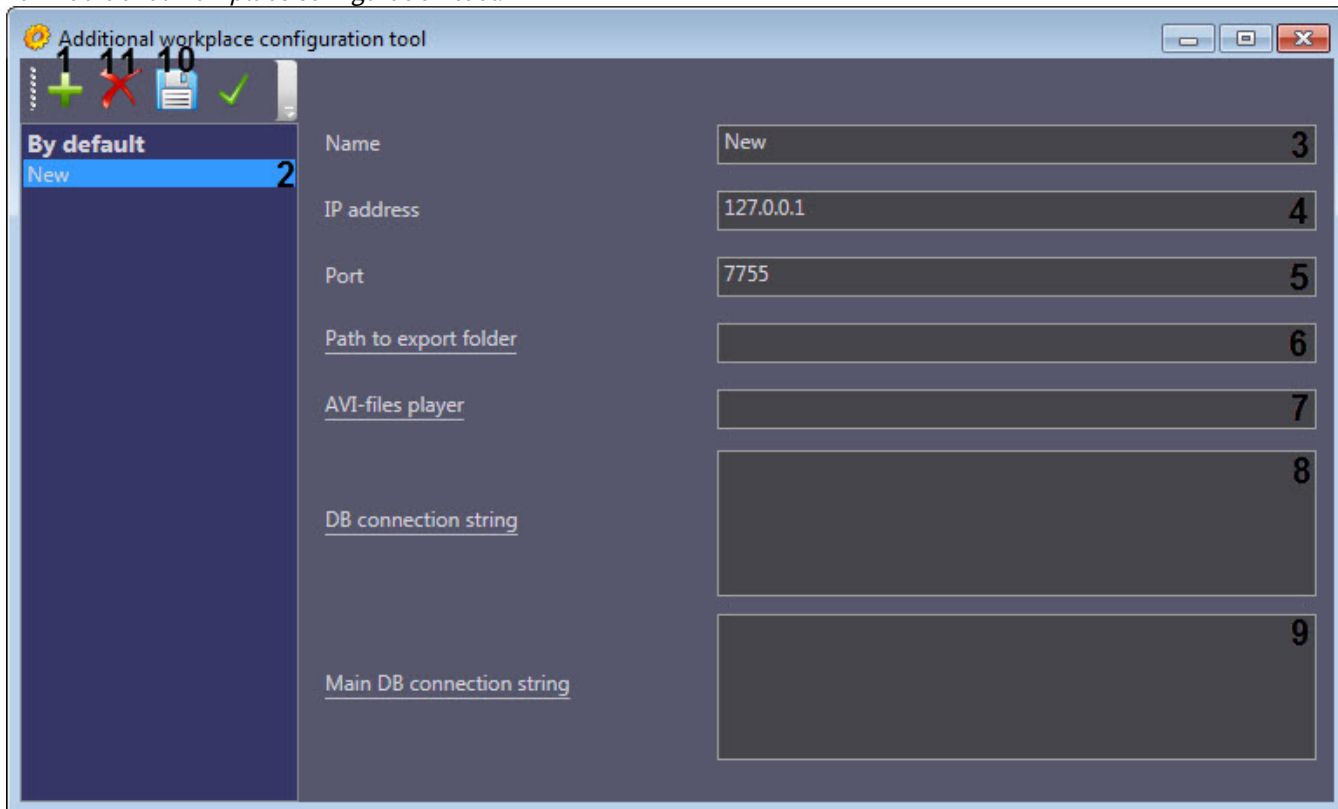 Additional workplace configuration tool
1 11 10
By default
New 2
Name New 3
IP address 127.0.0.1 4
Port 7755 5
Path to export folder 6
AVI-files player 7
DB connection string 8
Main DB connection string 9